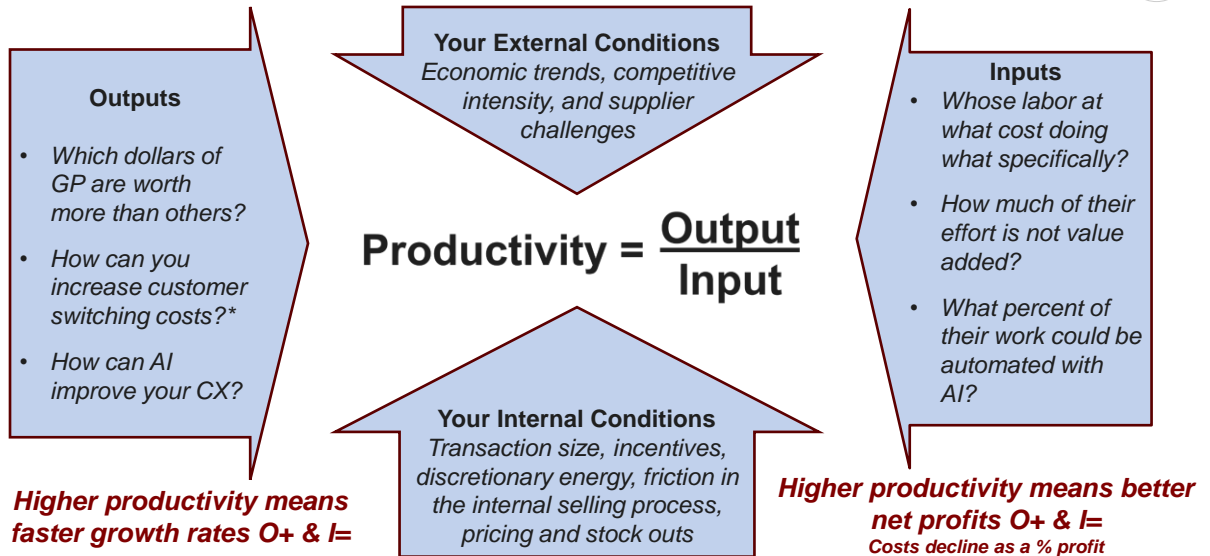 Outputs
• Which dollars of
GP are worth
more than others?
• How can you
increase customer
switching costs?*
• How can AI
improve your CX?
Your External Conditions
Economic trends, competitive
intensity, and supplier
challenges
Inputs
• Whose labor at
what cost doing
what specifically?
• How much of their
effort is not value
added?
• What percent of
their work could be
automated with
AI?
Productivity = Output
Input
Your Internal Conditions
Transaction size, incentives,
discretionary energy, friction in
the internal selling process,
pricing and stock outs
Higher productivity means
faster growth rates O+ & I=
Higher productivity means better
net profits O+ & I=
Costs decline as a % profit